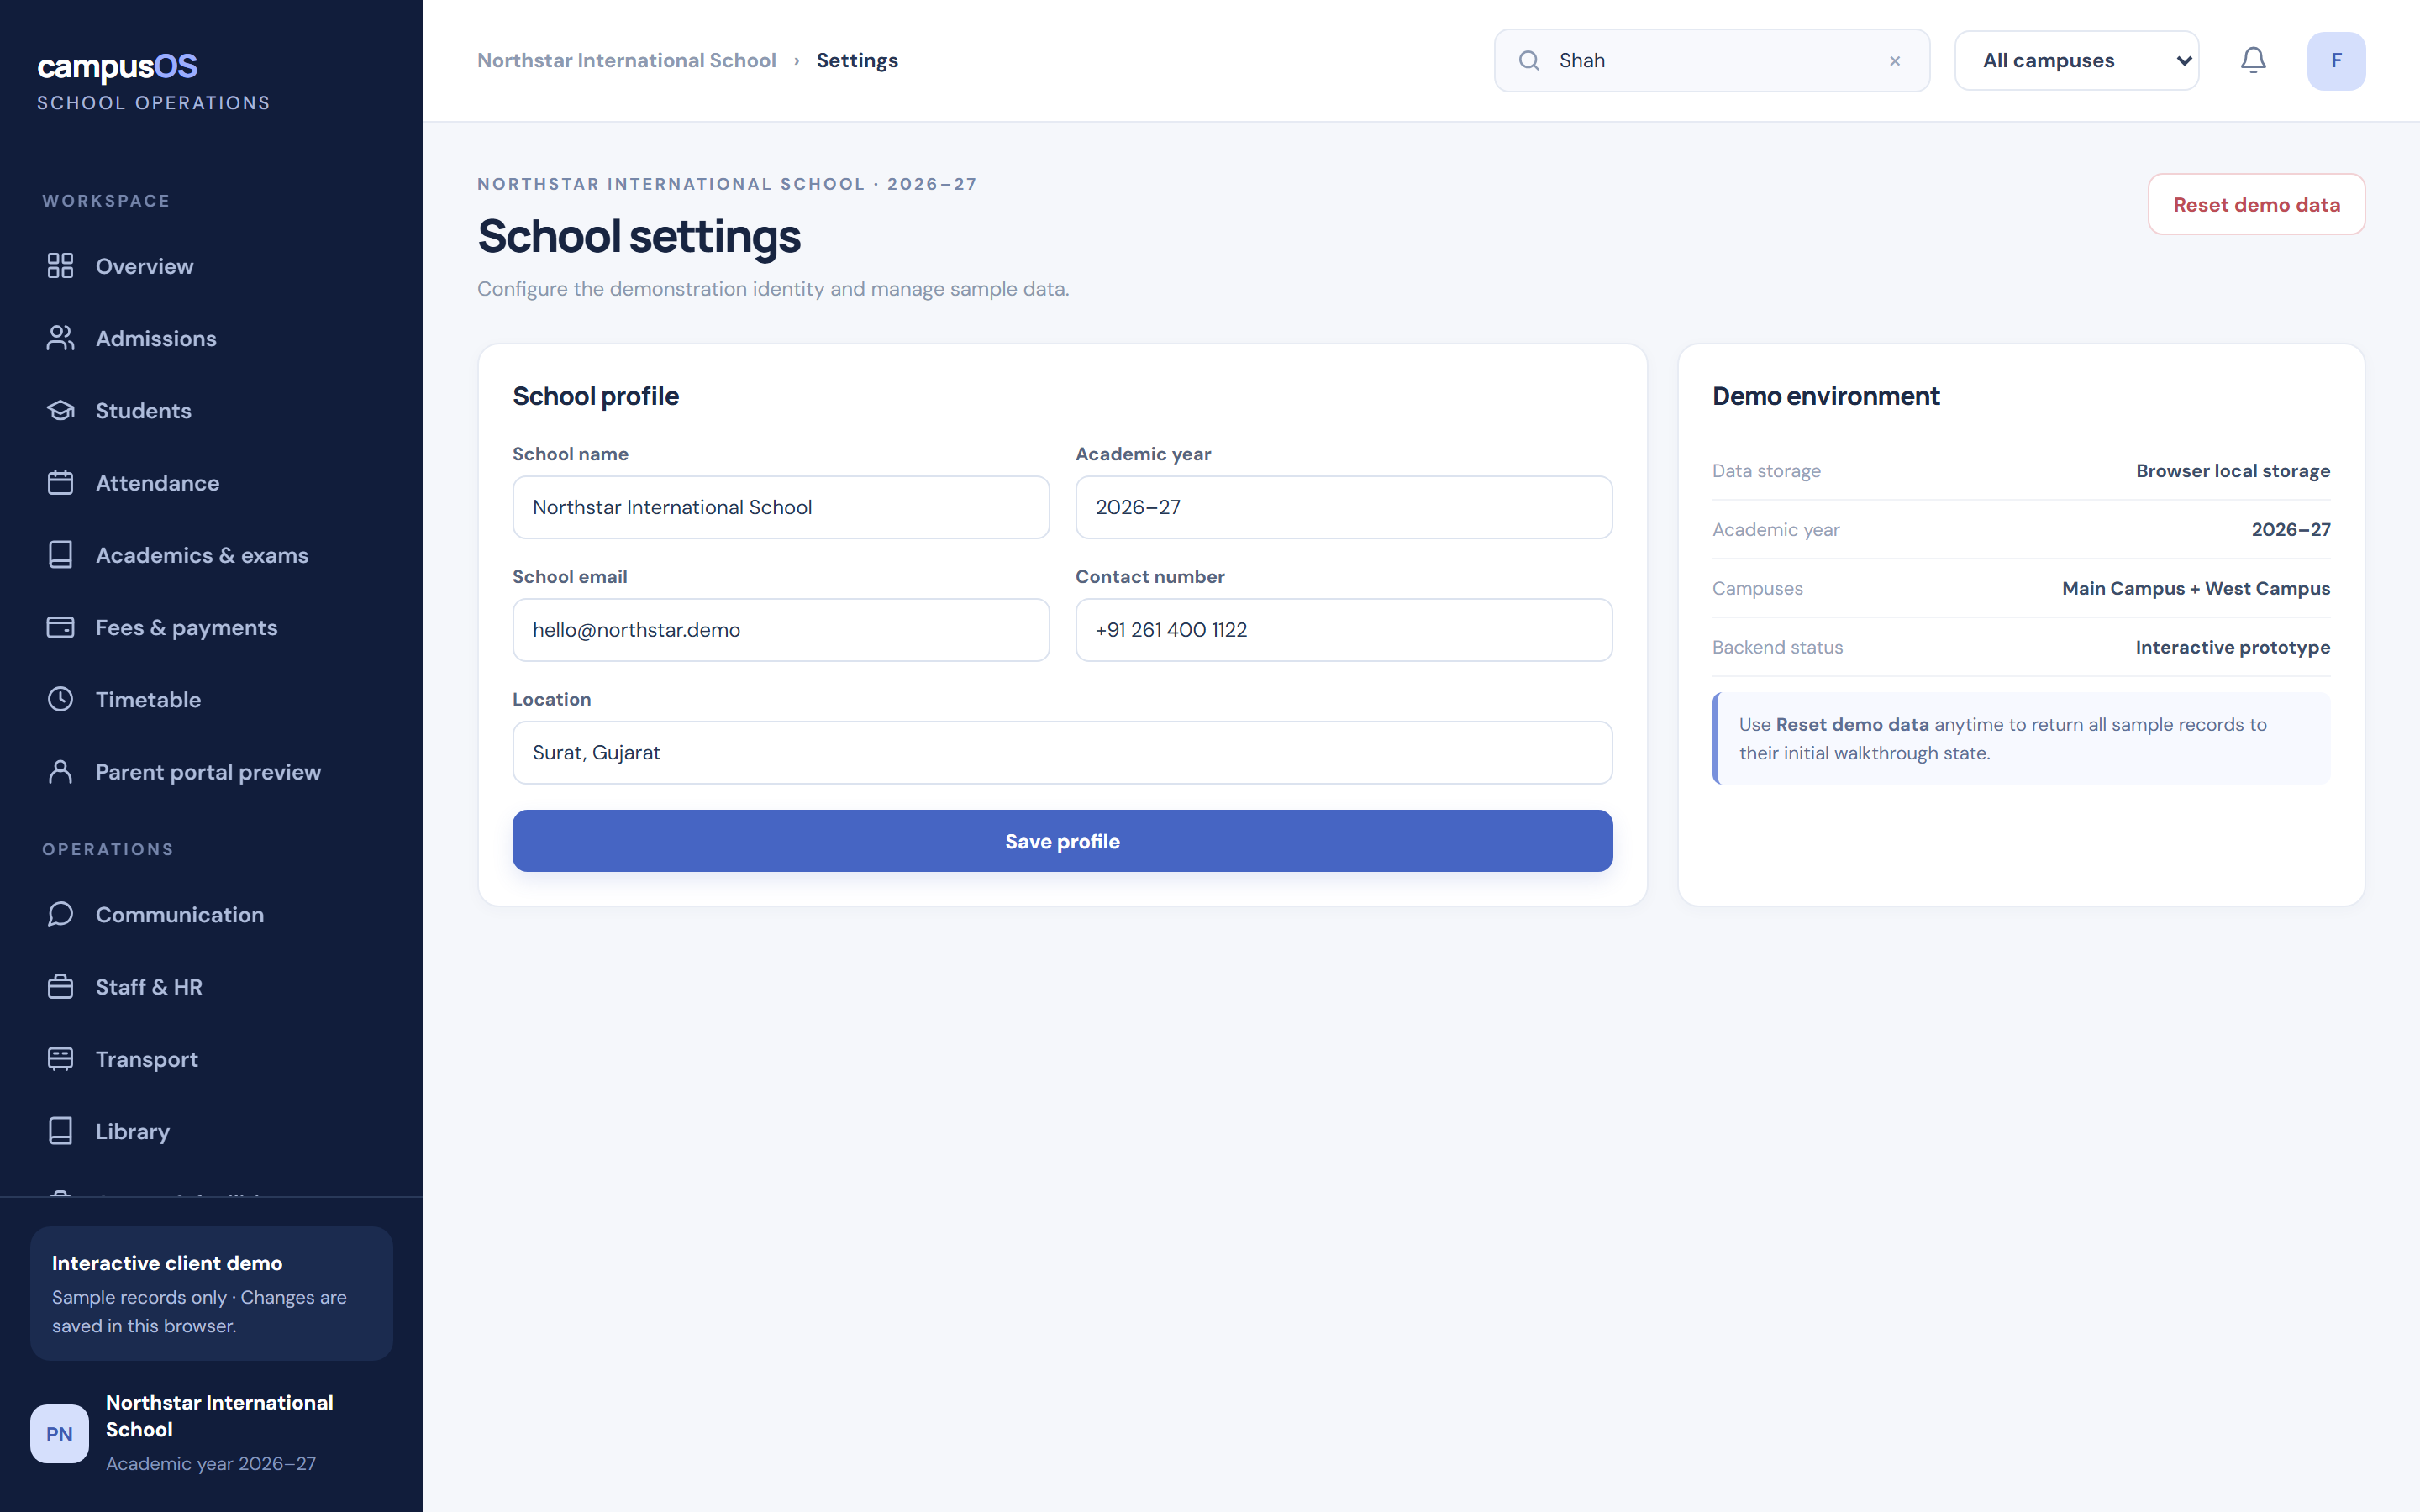 campusOS
SCHOOL OPERATIONS
WORKSPACE
Overview
Admissions
Students
Attendance
Academics & exams
Fees & payments
Timetable
Parent portal preview
OPERATIONS
Communication
Staff & HR
Transport
Library
Interactive client demo
Sample records only · Changes are
saved in this browser.
PN
Northstar International
School
Academic year 2026–27
Northstar International School › Settings
Shah ×
All campuses
F
NORTHSTAR INTERNATIONAL SCHOOL · 2026–27
School settings
Configure the demonstration identity and manage sample data.
Reset demo data
School profile
School name
Northstar International School
Academic year
2026–27
School email
hello@northstar.demo
Contact number
+91 261 400 1122
Location
Surat, Gujarat
Save profile
Demo environment
Data storage Browser local storage
Academic year 2026–27
Campuses Main Campus + West Campus
Backend status Interactive prototype
Use Reset demo data anytime to return all sample records to
their initial walkthrough state.